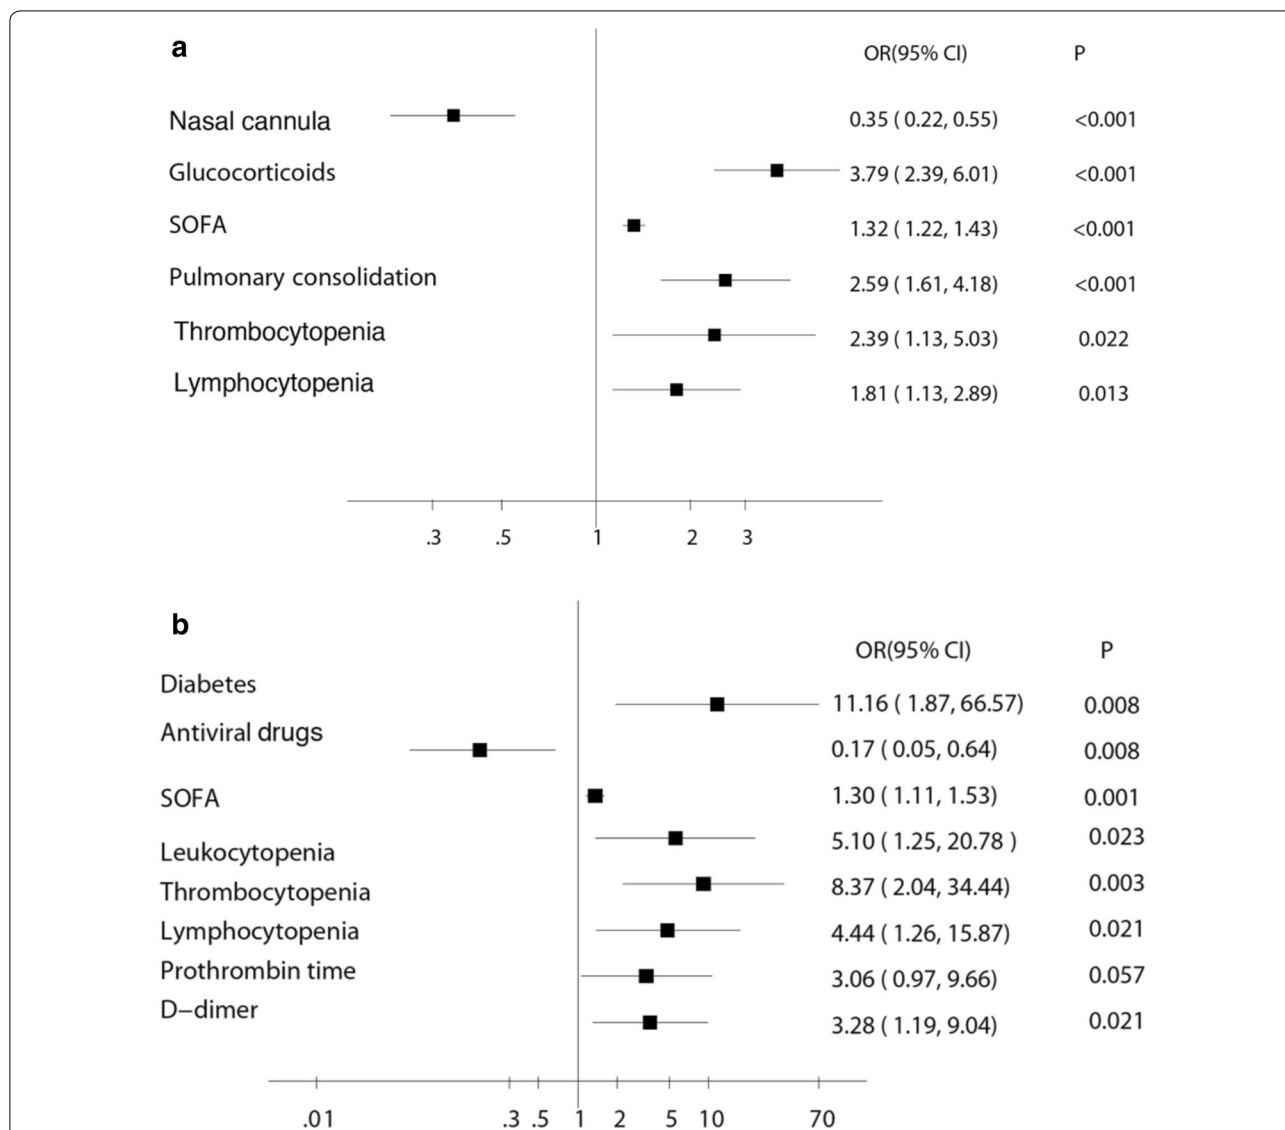 a
OR(95% CI) P
Nasal cannula 0.35 ( 0.22, 0.55) <0.001
Glucocorticoids 3.79 ( 2.39, 6.01) <0.001
SOFA 1.32 ( 1.22, 1.43) <0.001
Pulmonary consolidation 2.59 ( 1.61, 4.18) <0.001
Thrombocytopenia 2.39 ( 1.13, 5.03) 0.022
Lymphocytopenia 1.81 ( 1.13, 2.89) 0.013
.3 .5 1 2 3
b
OR(95% CI) P
Diabetes 11.16 ( 1.87, 66.57) 0.008
Antiviral drugs 0.17 ( 0.05, 0.64) 0.008
SOFA 1.30 ( 1.11, 1.53) 0.001
Leukocytopenia 5.10 ( 1.25, 20.78 ) 0.023
Thrombocytopenia 8.37 ( 2.04, 34.44) 0.003
Lymphocytopenia 4.44 ( 1.26, 15.87) 0.021
Prothrombin time 3.06 ( 0.97, 9.66) 0.057
D−dimer 3.28 ( 1.19, 9.04) 0.021
.01 .3 .5 1 2 5 10 70